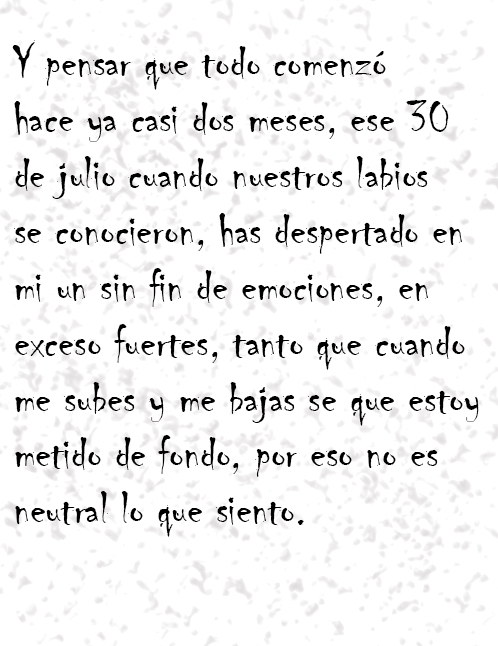 Y pensar que todo comenzó
hace ya casi dos meses, ese 30
de julio cuando nuestros labios
se conocieron, has despertado en
mi un sin fin de emociones, en
exceso fuertes, tanto que cuando
me subes y me bajas se que estoy
metido de fondo, por eso no es
neutral lo que siento.